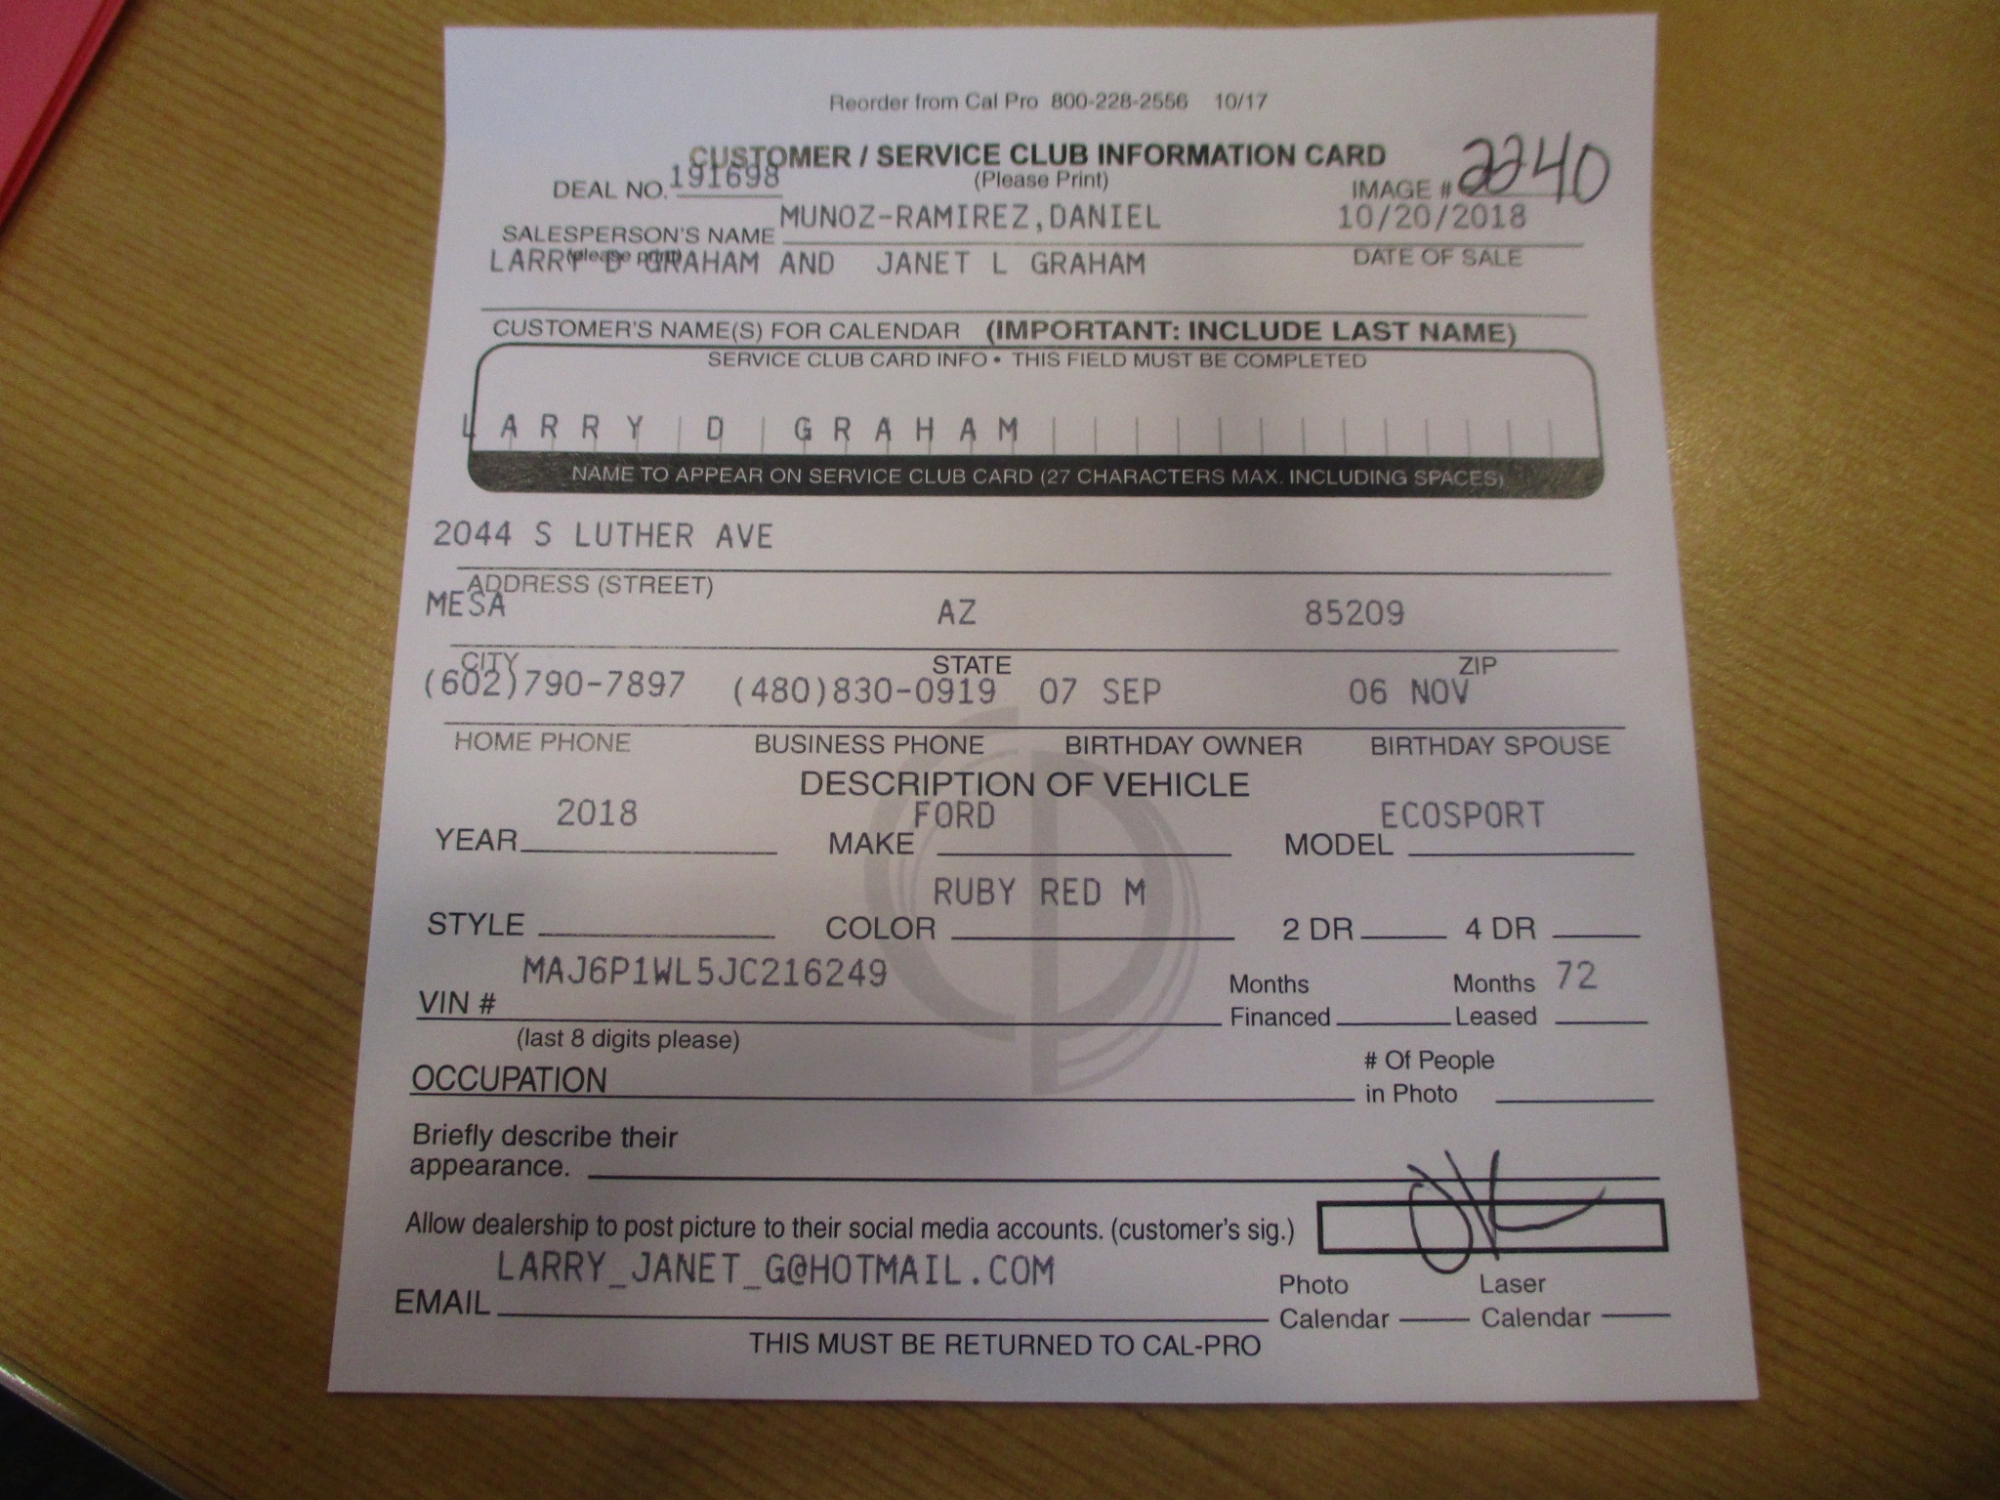 Reorder from Cal Pro 800-228-2556 10/17
CUSTOMER / SERVICE CLUB INFORMATION CARD
(Please Print)
DEAL NO. 191698 IMAGE # 2240
SALESPERSON'S NAME MUNOZ-RAMIREZ,DANIEL 10/20/2018
(please print) DATE OF SALE
LARRY D GRAHAM AND JANET L GRAHAM
CUSTOMER'S NAME(S) FOR CALENDAR (IMPORTANT: INCLUDE LAST NAME)
SERVICE CLUB CARD INFO • THIS FIELD MUST BE COMPLETED
LARRY D GRAHAM
NAME TO APPEAR ON SERVICE CLUB CARD (27 CHARACTERS MAX. INCLUDING SPACES)
2044 S LUTHER AVE
ADDRESS (STREET)
MESA AZ 85209
CITY STATE ZIP
(602)790-7897 (480)830-0919 07 SEP 06 NOV
HOME PHONE BUSINESS PHONE BIRTHDAY OWNER BIRTHDAY SPOUSE
DESCRIPTION OF VEHICLE
YEAR 2018 MAKE FORD MODEL ECOSPORT
STYLE COLOR RUBY RED M 2 DR 4 DR
VIN # MAJ6P1WL5JC216249 Months Financed Months Leased 72
(last 8 digits please)
OCCUPATION # Of People in Photo
Briefly describe their
appearance.
Allow dealership to post picture to their social media accounts. (customer's sig.)
EMAIL LARRY_JANET_G@HOTMAIL.COM Photo Calendar Laser Calendar
THIS MUST BE RETURNED TO CAL-PRO